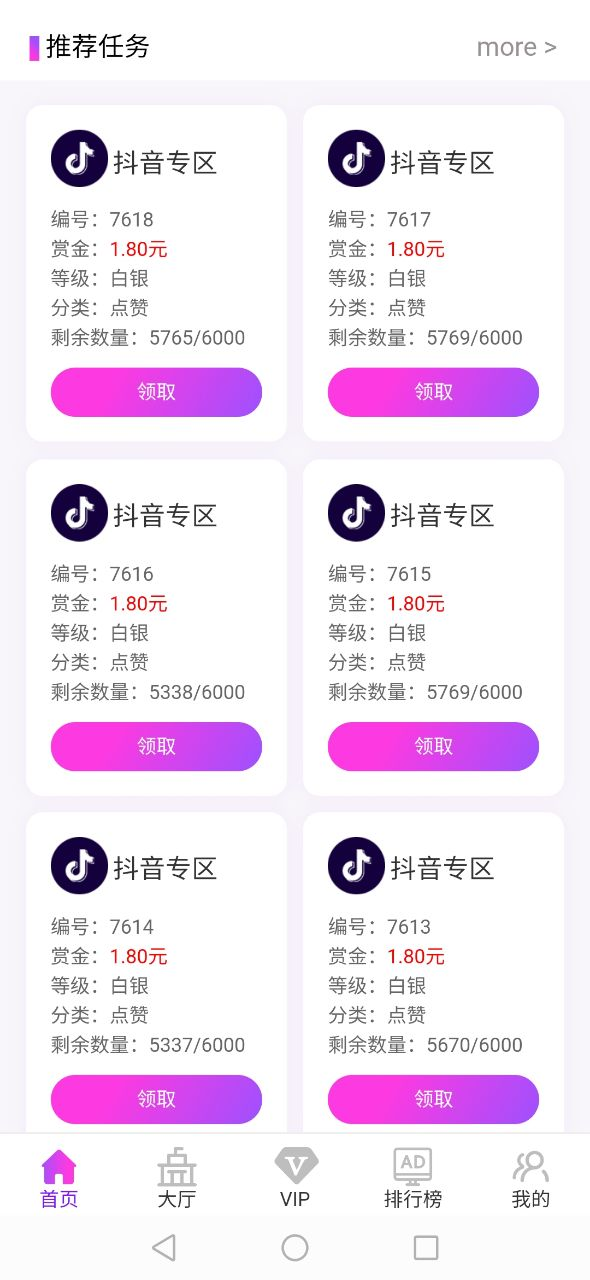 推荐任务 more >
抖音专区 抖音专区
编号：7618 编号：7617
赏金：1.80元 赏金：1.80元
等级：白银 等级：白银
分类：点赞 分类：点赞
剩余数量：5765/6000 剩余数量：5769/6000
领取 领取
抖音专区 抖音专区
编号：7616 编号：7615
赏金：1.80元 赏金：1.80元
等级：白银 等级：白银
分类：点赞 分类：点赞
剩余数量：5338/6000 剩余数量：5769/6000
领取 领取
抖音专区 抖音专区
编号：7614 编号：7613
赏金：1.80元 赏金：1.80元
等级：白银 等级：白银
分类：点赞 分类：点赞
剩余数量：5337/6000 剩余数量：5670/6000
领取 领取
V AD
首页 大厅 VIP 排行榜 我的